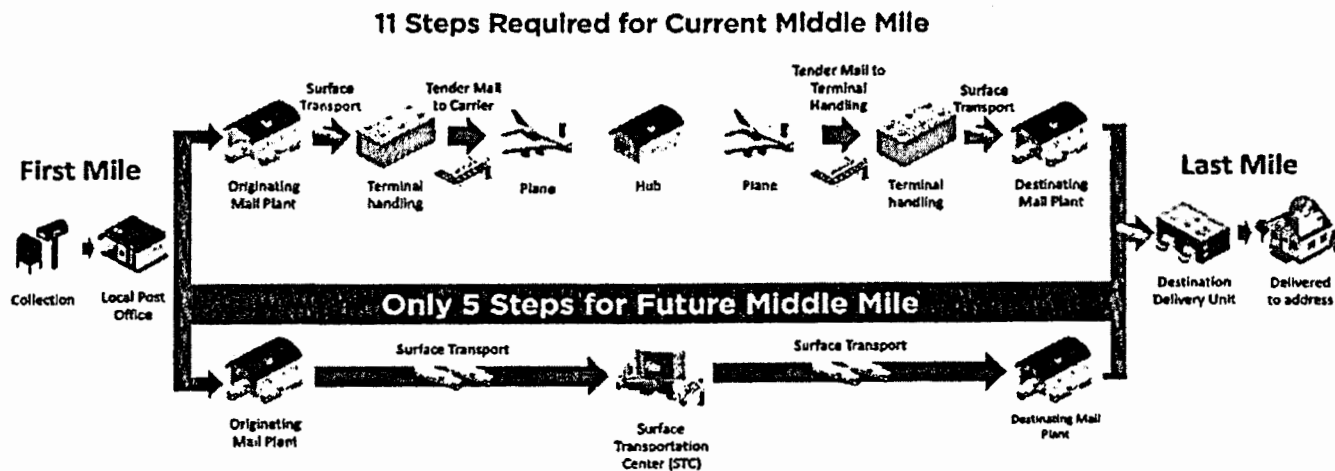 11 Steps Required for Current Middle Mile
Surface
Transport
Tender Mail
to Carrier
Tender Mail to
Terminal
Handling
Surface
Transport
First Mile
Originating
Mail Plant
Terminal
handling
Plane
Hub
Plane
Terminal
handling
Destinating
Mail Plant
Last Mile
Collection
Local Post
Office
Destination
Delivery Unit
Delivered
to address
Only 5 Steps for Future Middle Mile
Surface Transport
Surface Transport
Originating
Mail Plant
Surface
Transportation
Center (STC)
Destinating Mail
Plant